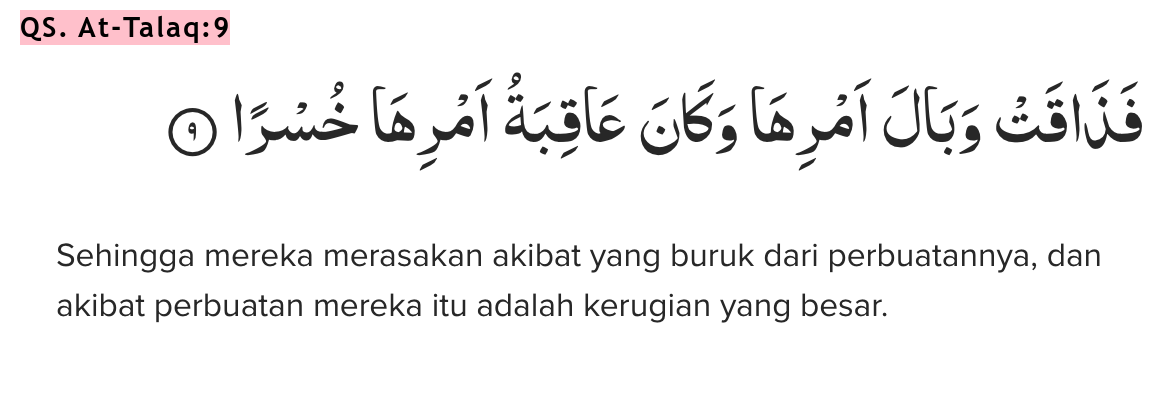 QS. At-Talaq:9
فَذَاقَتْ وَبَالَ اَمْرِهَا وَكَانَ عَاقِبَةُ اَمْرِهَا خُسْرًا ٩
Sehingga mereka merasakan akibat yang buruk dari perbuatannya, dan
akibat perbuatan mereka itu adalah kerugian yang besar.